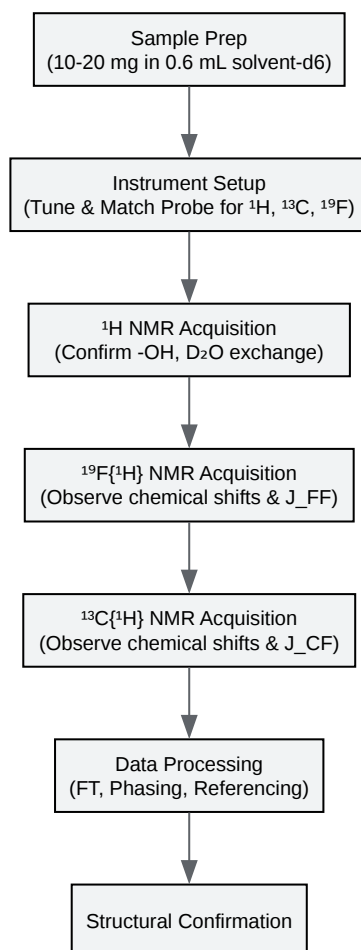 Sample Prep
(10-20 mg in 0.6 mL solvent-d6)
Instrument Setup
(Tune & Match Probe for ¹H, ¹³C, ¹⁹F)
¹H NMR Acquisition
(Confirm -OH, D₂O exchange)
¹⁹F{¹H} NMR Acquisition
(Observe chemical shifts & J_FF)
¹³C{¹H} NMR Acquisition
(Observe chemical shifts & J_CF)
Data Processing
(FT, Phasing, Referencing)
Structural Confirmation